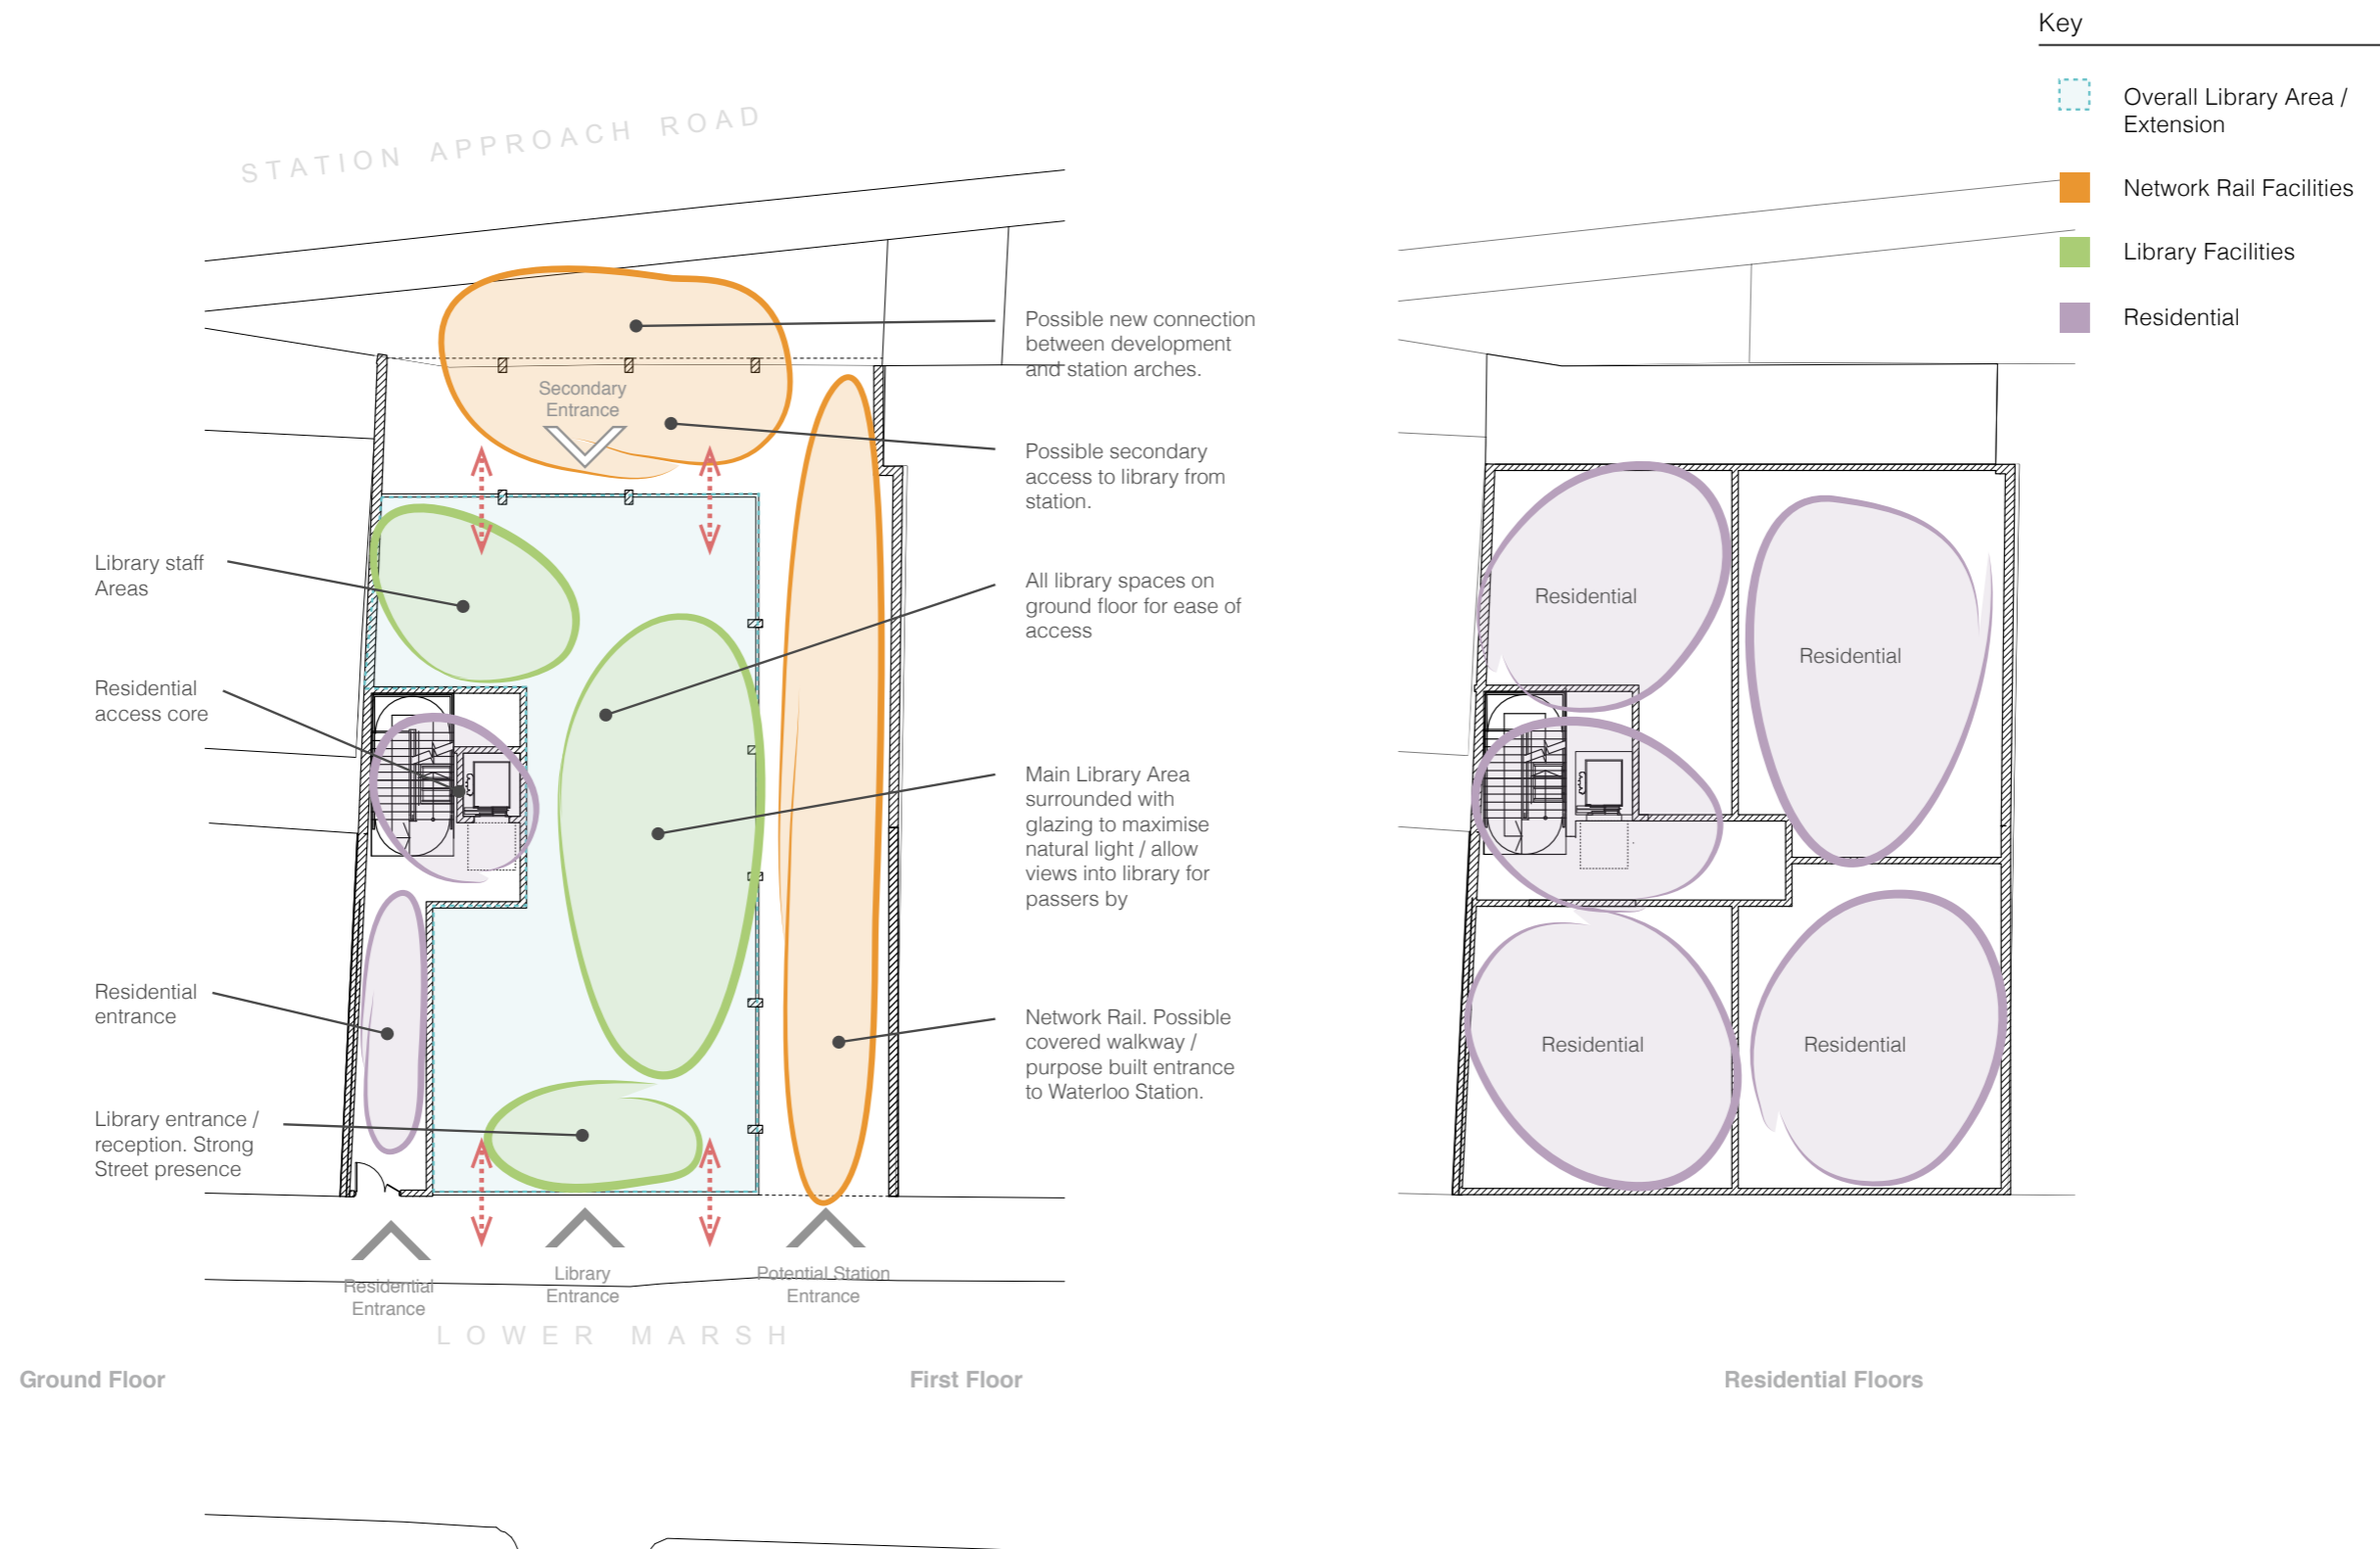 Key
Overall Library Area /
Extension
Network Rail Facilities
Library Facilities
Residential
STATION APPROACH ROAD
Possible new connection
between development
and station arches.
Secondary
Entrance
Possible secondary
access to library from
station.
Library staff
Areas
All library spaces on
ground floor for ease of
access
Residential
access core
Main Library Area
surrounded with
glazing to maximise
natural light / allow
views into library for
passers by
Residential
entrance
Network Rail. Possible
covered walkway /
purpose built entrance
to Waterloo Station.
Library entrance /
reception. Strong
Street presence
Residential
Entrance
Library
Entrance
Potential Station
Entrance
LOWER MARSH
Residential
Residential
Residential
Residential
Ground Floor
First Floor
Residential Floors